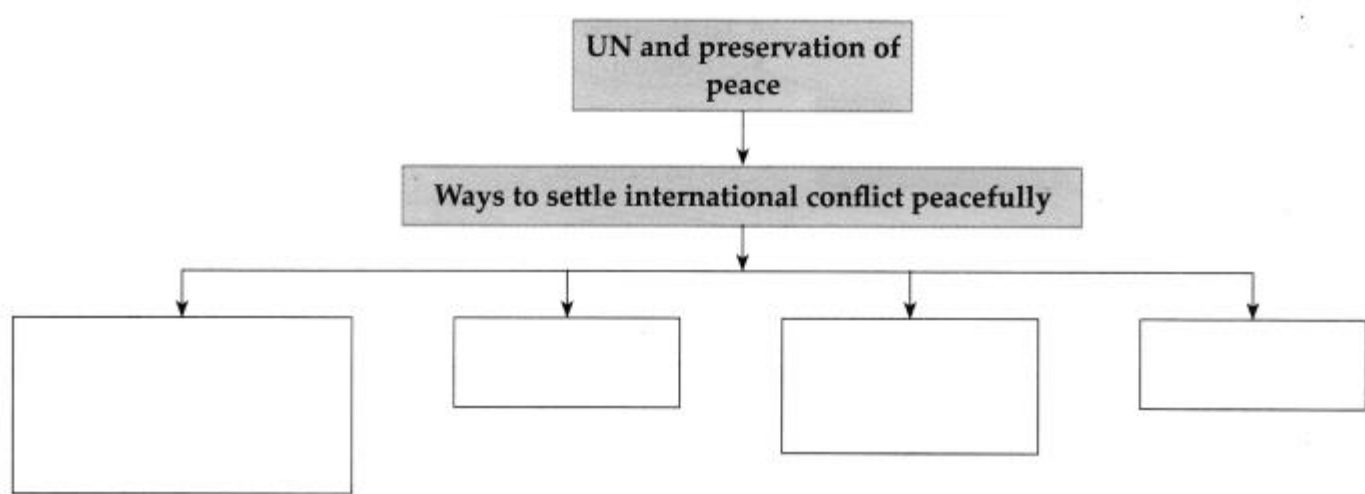 UN and preservation of
peace
Ways to settle international conflict peacefully